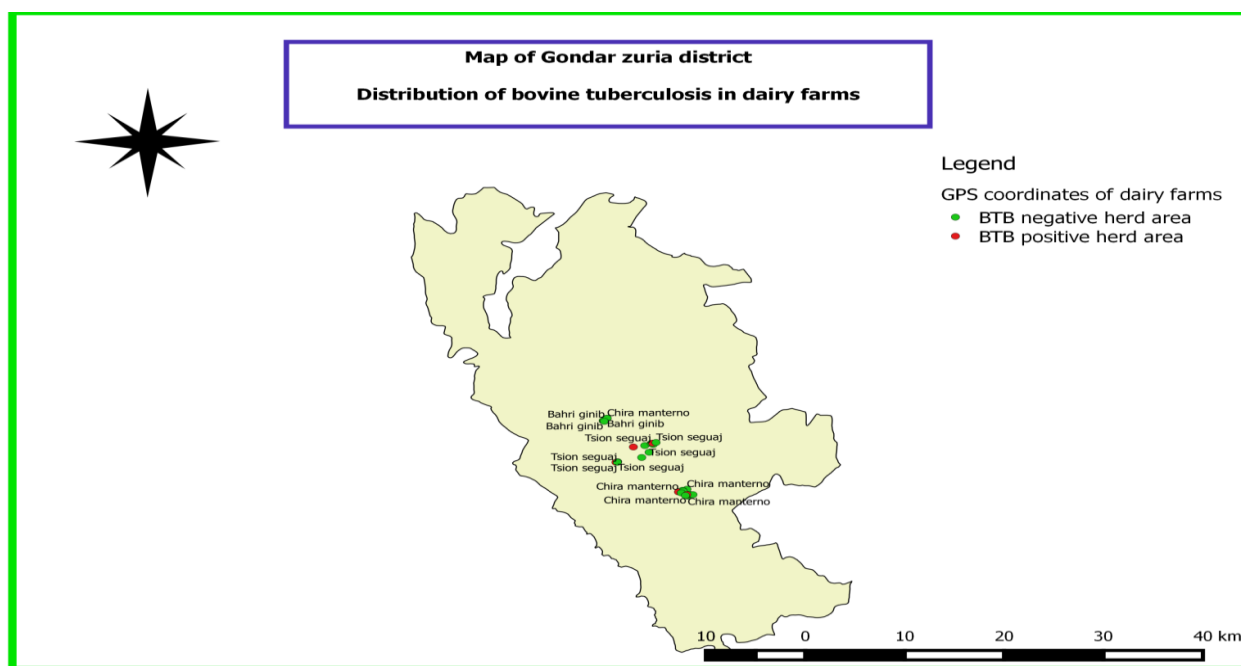 Map of Gondar zuria district
Distribution of bovine tuberculosis in dairy farms
Legend
GPS coordinates of dairy farms
BTB negative herd area
BTB positive herd area
Bahri ginib Chira manterno
Bahri ginib Bahri ginib
Tsion seguaj Tsion seguaj
Tsion seguaj Tsion seguaj
Tsion seguaj Tsion seguaj
Chira manterno Chira manterno
Chira manterno Chira manterno
10 0 10 20 30 40 km